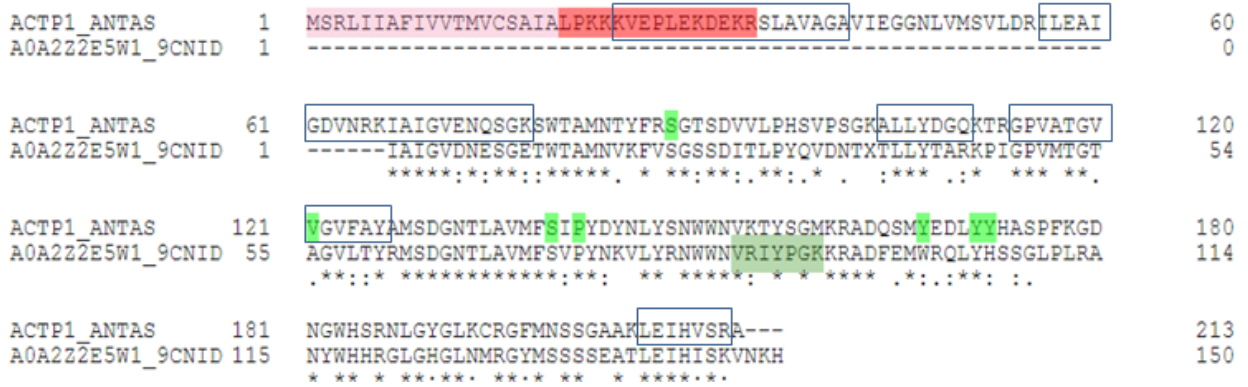 ACTP1_ANTAS 1 MSRLIIAFIVVTMVCSAIALPKKKVEPLEKDEKRSLAVAGAVIEGGNLVMSVLDRILEAI 60
A0A2Z2E5W1_9CNID 1 ------------------------------------------------------------ 0
ACTP1_ANTAS 61 GDVNRKIAIGVENQSGKSWTAMNTYFRSGTSDVVLPHSVPSGKALLYDGQKTRGPVATGV 120
A0A2Z2E5W1_9CNID 1 ------IAIGVDNESGETWTAMNVKFVSGSSDITLPYQVDNTXTLLYTARKPIGPVMTGT 54
*****:*:**::*****. * **:**:.**:.* . :*** .:* *** **.
ACTP1_ANTAS 121 VGVFAYAMSDGNTLAVMFSIPYDYNLYSNWWNVKTYSGMKRADQSMYEDLYYHASPFKGD 180
A0A2Z2E5W1_9CNID 55 AGVLTYRMSDGNTLAVMFSVPYNKVLYRNWWNVRIYPGKKRADFEMWRQLYHSSGLPLRA 114
.**::* ************:**: ** *****: * * **** .*:.:**: :.
ACTP1_ANTAS 181 NGWHSRNLGYGLKCRGFMNSSGAAKLEIHVSRA--- 213
A0A2Z2E5W1_9CNID 115 NYWHHRGLGHGLNMRGYMSSSSEATLEIHISKVNKH 150
* ** *.**:**: **:*.**. *.****:*:.